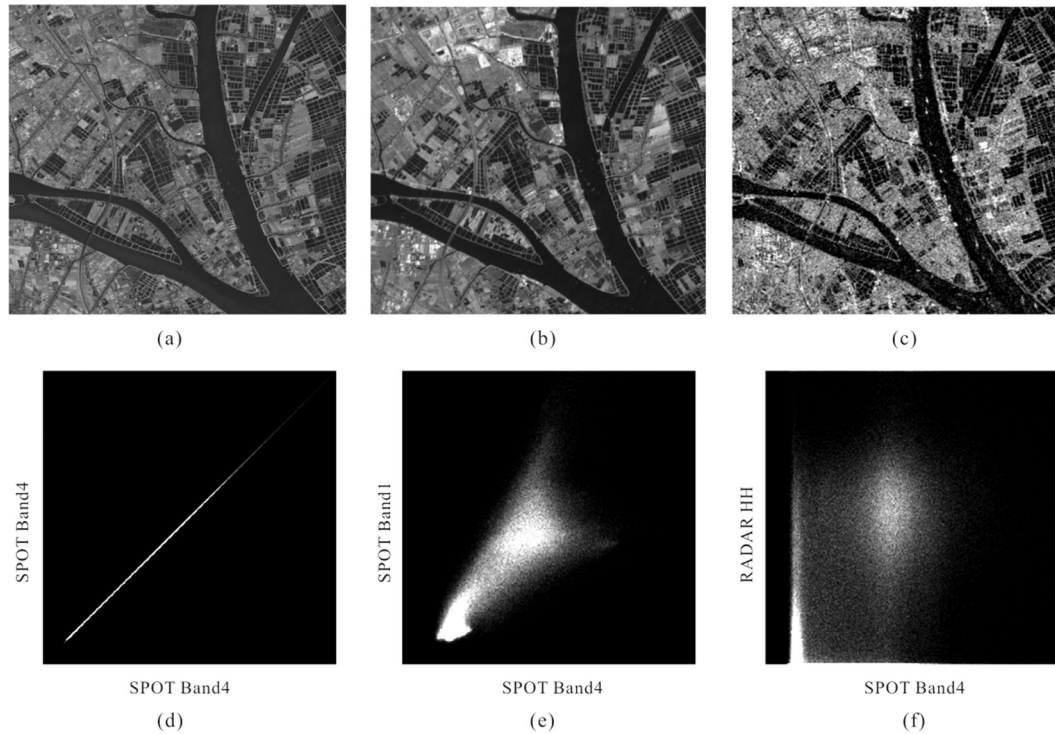 (a)
(b)
(c)
SPOT Band4
SPOT Band4
(d)
SPOT Band1
SPOT Band4
(e)
RADAR HH
SPOT Band4
(f)